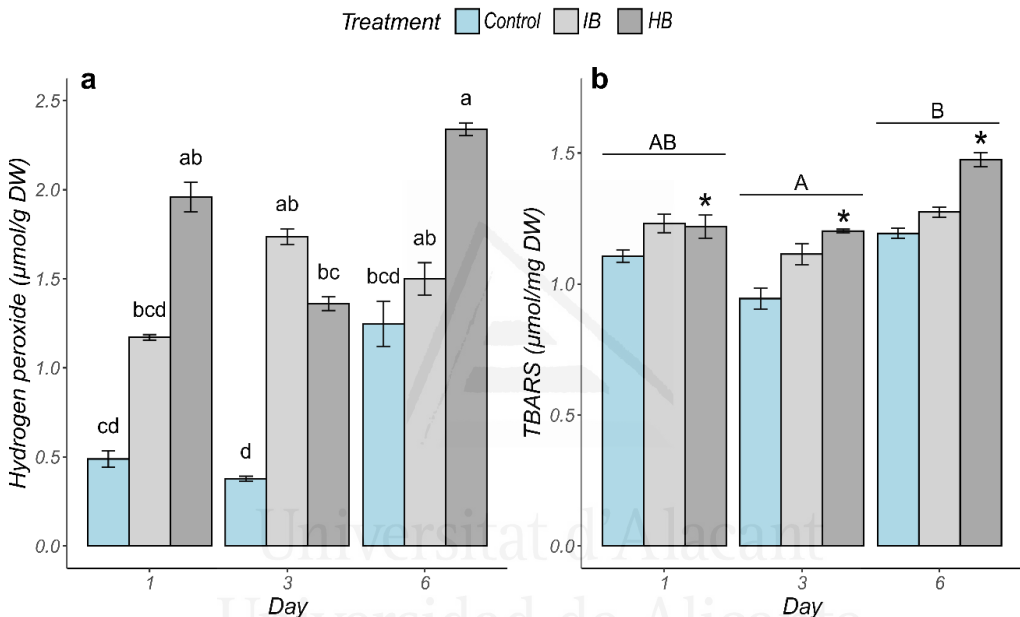 Treatment Control IB HB
a
Hydrogen peroxide (µmol/g DW)
2.5
2.0
1.5
1.0
0.5
0.0
cd
bcd
ab
d
ab
bc
bcd
ab
a
1 3 6
Day
b
TBARS (µmol/mg DW)
1.5
1.0
0.5
0.0
AB
*
A
*
B
*
1 3 6
Day
Universitat d'Alacant
Universidad de Alicante